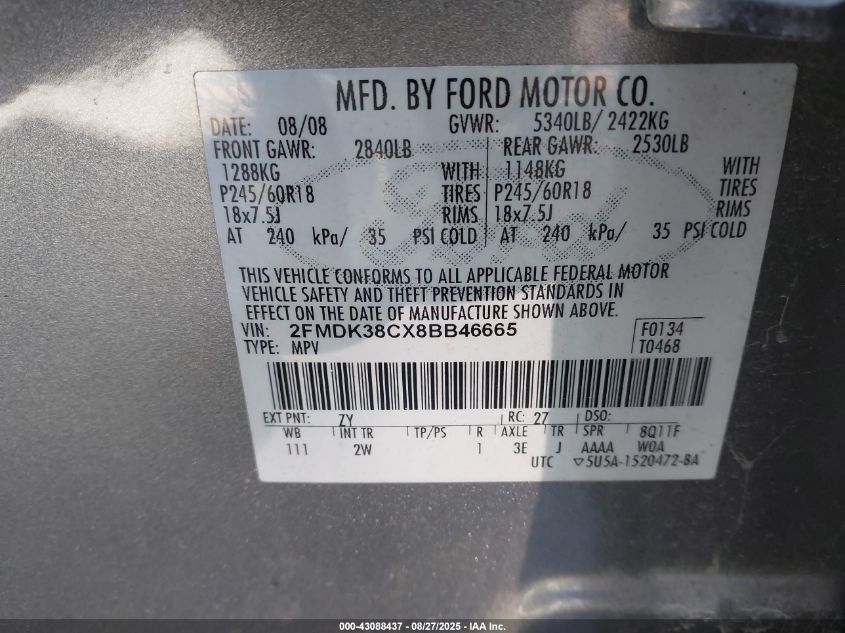 MFD. BY FORD MOTOR CO.
DATE: 08/08 GVWR: 5340LB/ 2422KG
FRONT GAWR: 2840LB REAR GAWR: 2530LB
1288KG WITH 1148KG WITH
P245/60R18 TIRES P245/60R18 TIRES
18x7.5J RIMS 18x7.5J RIMS
AT 240 kPa/ 35 PSI COLD AT 240 kPa/ 35 PSI COLD
THIS VEHICLE CONFORMS TO ALL APPLICABLE FEDERAL MOTOR
VEHICLE SAFETY AND THEFT PREVENTION STANDARDS IN
EFFECT ON THE DATE OF MANUFACTURE SHOWN ABOVE.
VIN: 2FMDK38CX8BB46665 F0134
TYPE: MPV T0468
EXT PNT: ZY RC: 27 DSO:
WB INT TR TP/PS R AXLE TR SPR 8Q11F
111 2W 1 3E J AAAA W0A
UTC ▽5U5A-1520472-BA
000-43088437 - 08/27/2025 - IAA Inc.